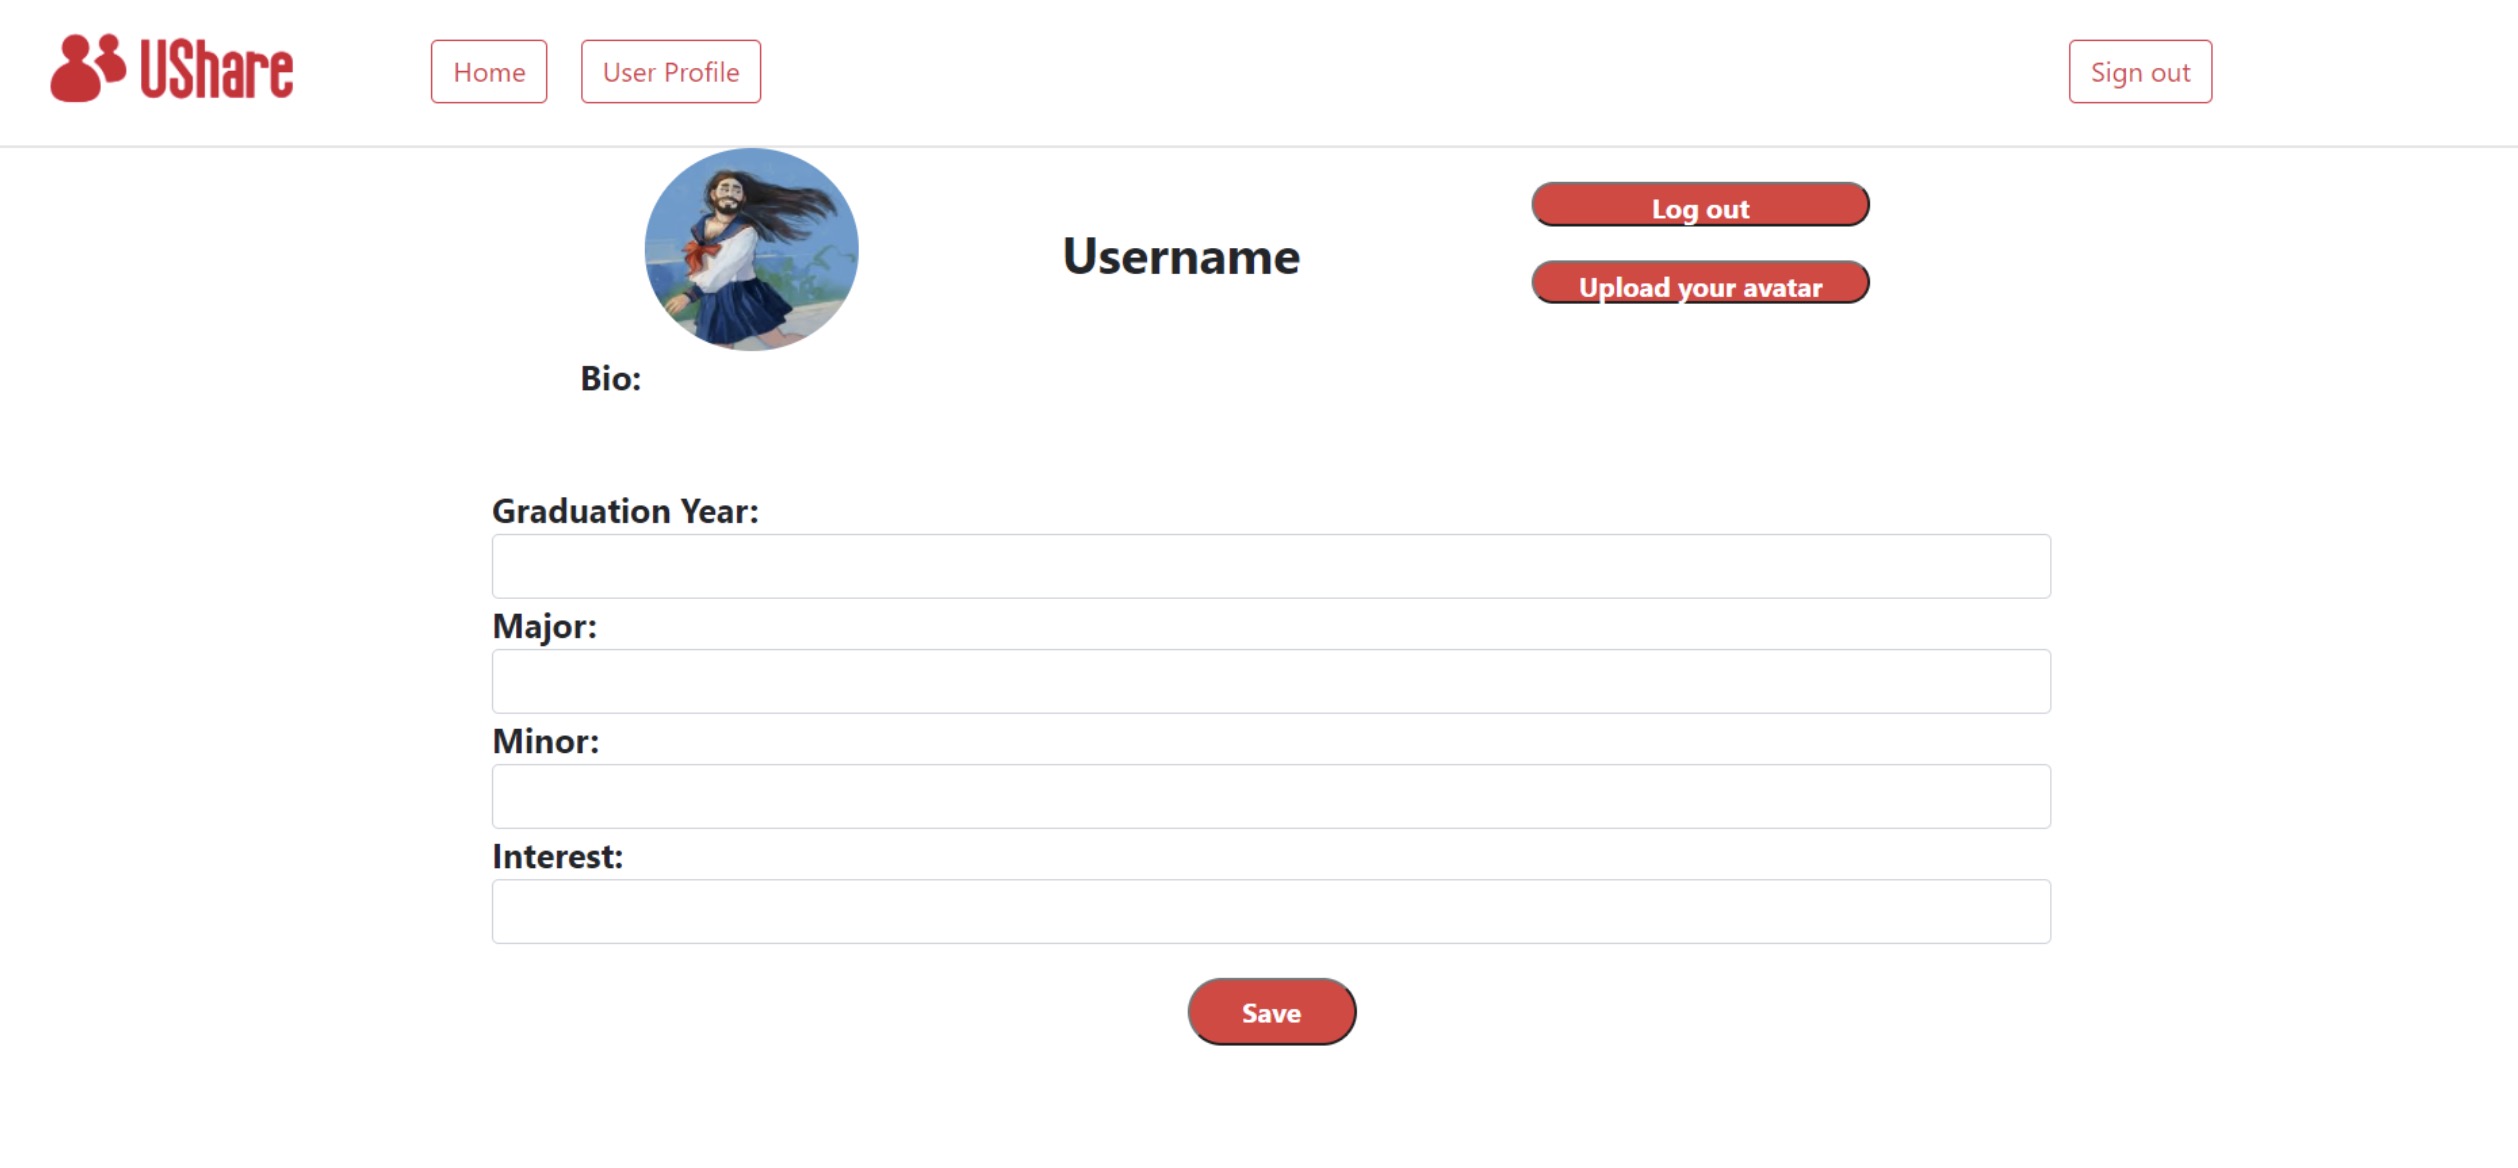 UShare
Home
User Profile
Sign out
Username
Log out
Upload your avatar
Bio:
Graduation Year:
Major:
Minor:
Interest:
Save